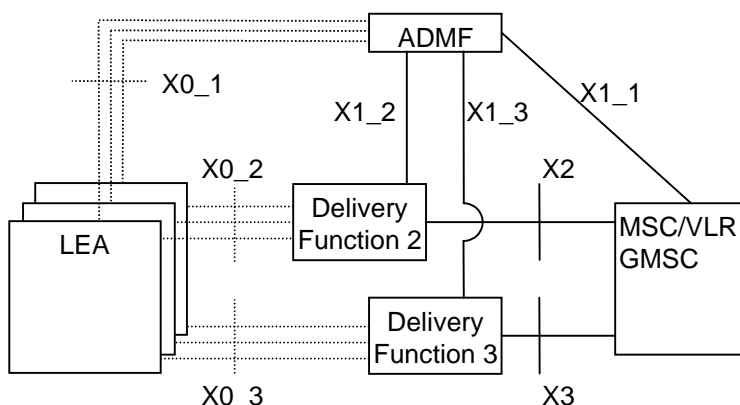 ADMF
X0_1
X1_2
X1_3
X1_1
X0_2
X2
Delivery
Function 2
MSC/VLR
GMSC
LEA
Delivery
Function 3
X0_3
X3